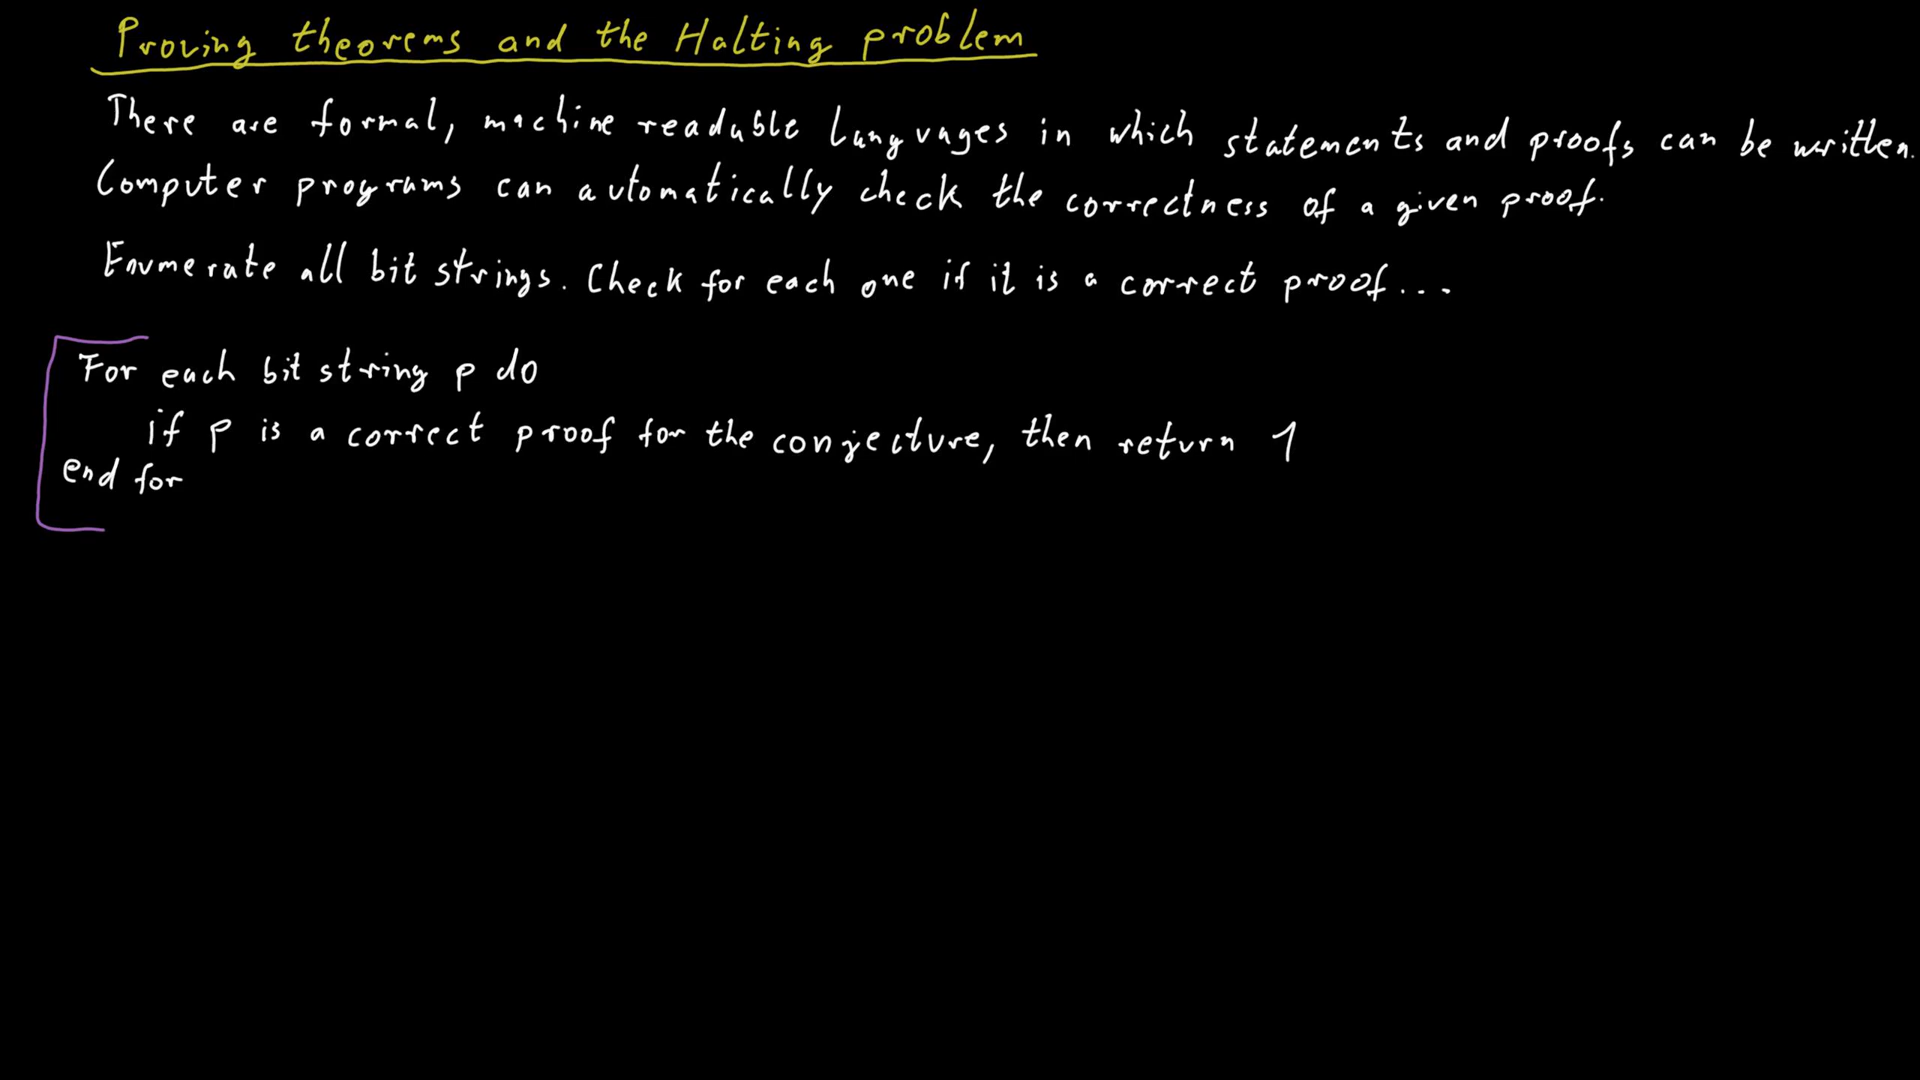 Proving theorems and the Halting problem
There are formal, machine readable languages in which statements and proofs can be written.
Computer programs can automatically check the correctness of a given proof.
Enumerate all bit strings. Check for each one if it is a correct proof...
For each bit string p do
if p is a correct proof for the conjecture, then return 1
end for